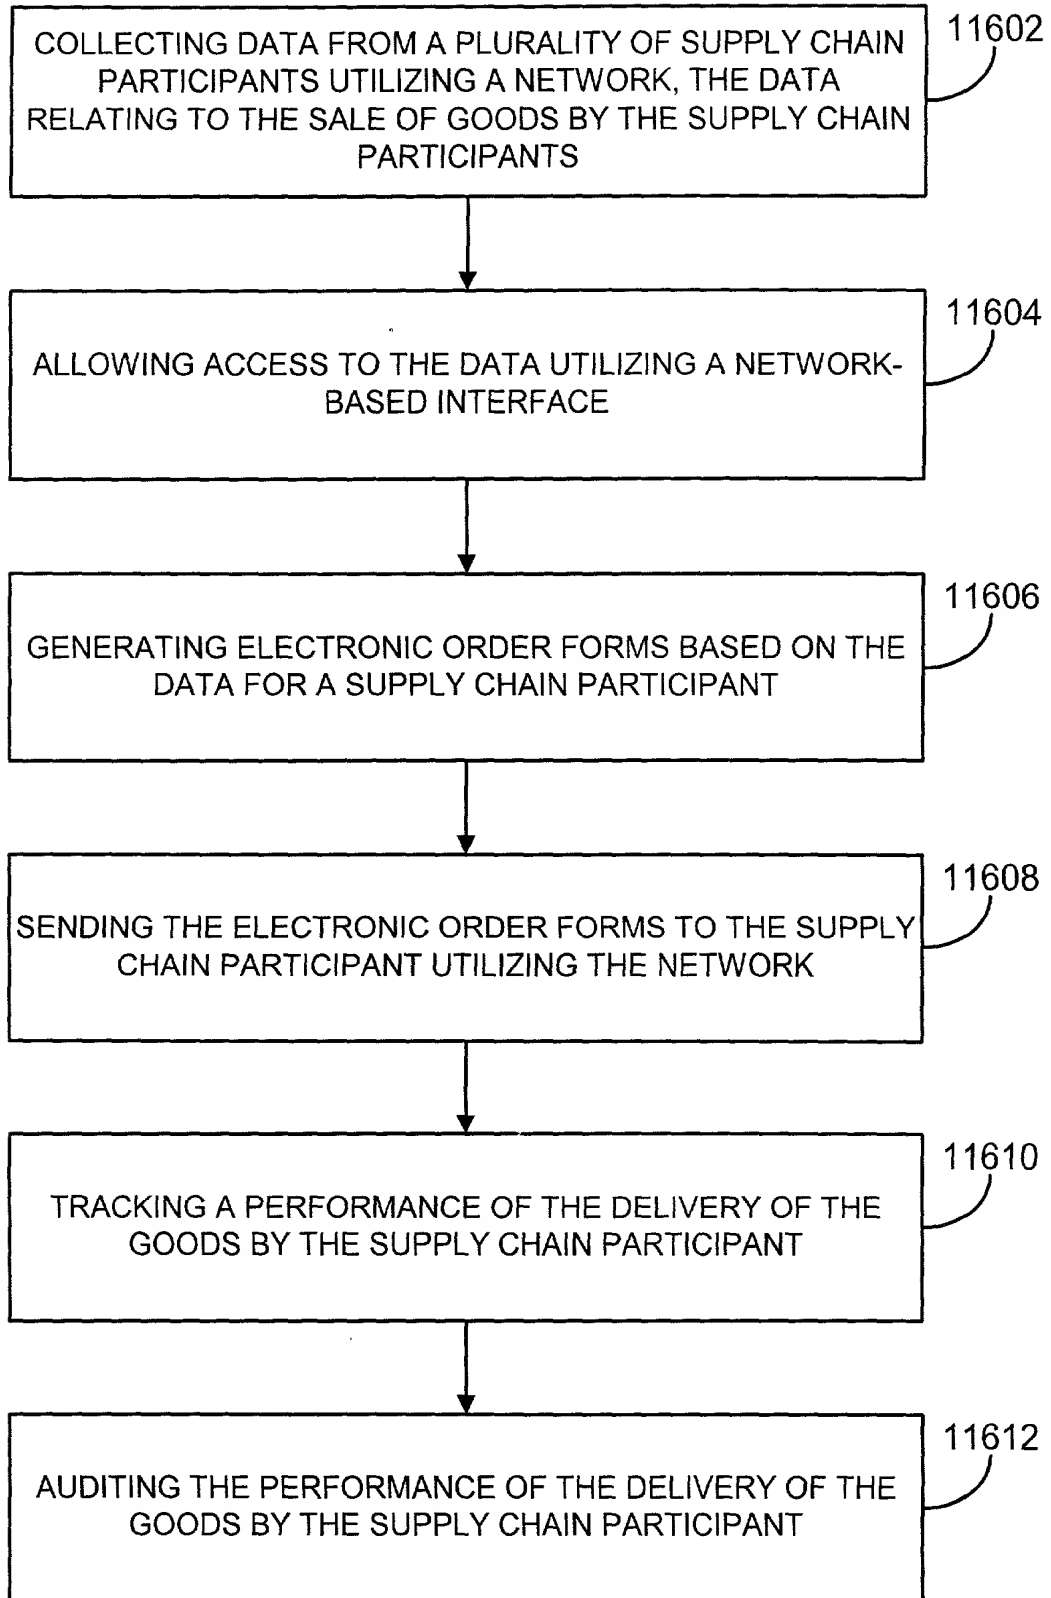 11602
COLLECTING DATA FROM A PLURALITY OF SUPPLY CHAIN
PARTICIPANTS UTILIZING A NETWORK, THE DATA
RELATING TO THE SALE OF GOODS BY THE SUPPLY CHAIN
PARTICIPANTS
11604
ALLOWING ACCESS TO THE DATA UTILIZING A NETWORK-
BASED INTERFACE
11606
GENERATING ELECTRONIC ORDER FORMS BASED ON THE
DATA FOR A SUPPLY CHAIN PARTICIPANT
11608
SENDING THE ELECTRONIC ORDER FORMS TO THE SUPPLY
CHAIN PARTICIPANT UTILIZING THE NETWORK
11610
TRACKING A PERFORMANCE OF THE DELIVERY OF THE
GOODS BY THE SUPPLY CHAIN PARTICIPANT
11612
AUDITING THE PERFORMANCE OF THE DELIVERY OF THE
GOODS BY THE SUPPLY CHAIN PARTICIPANT